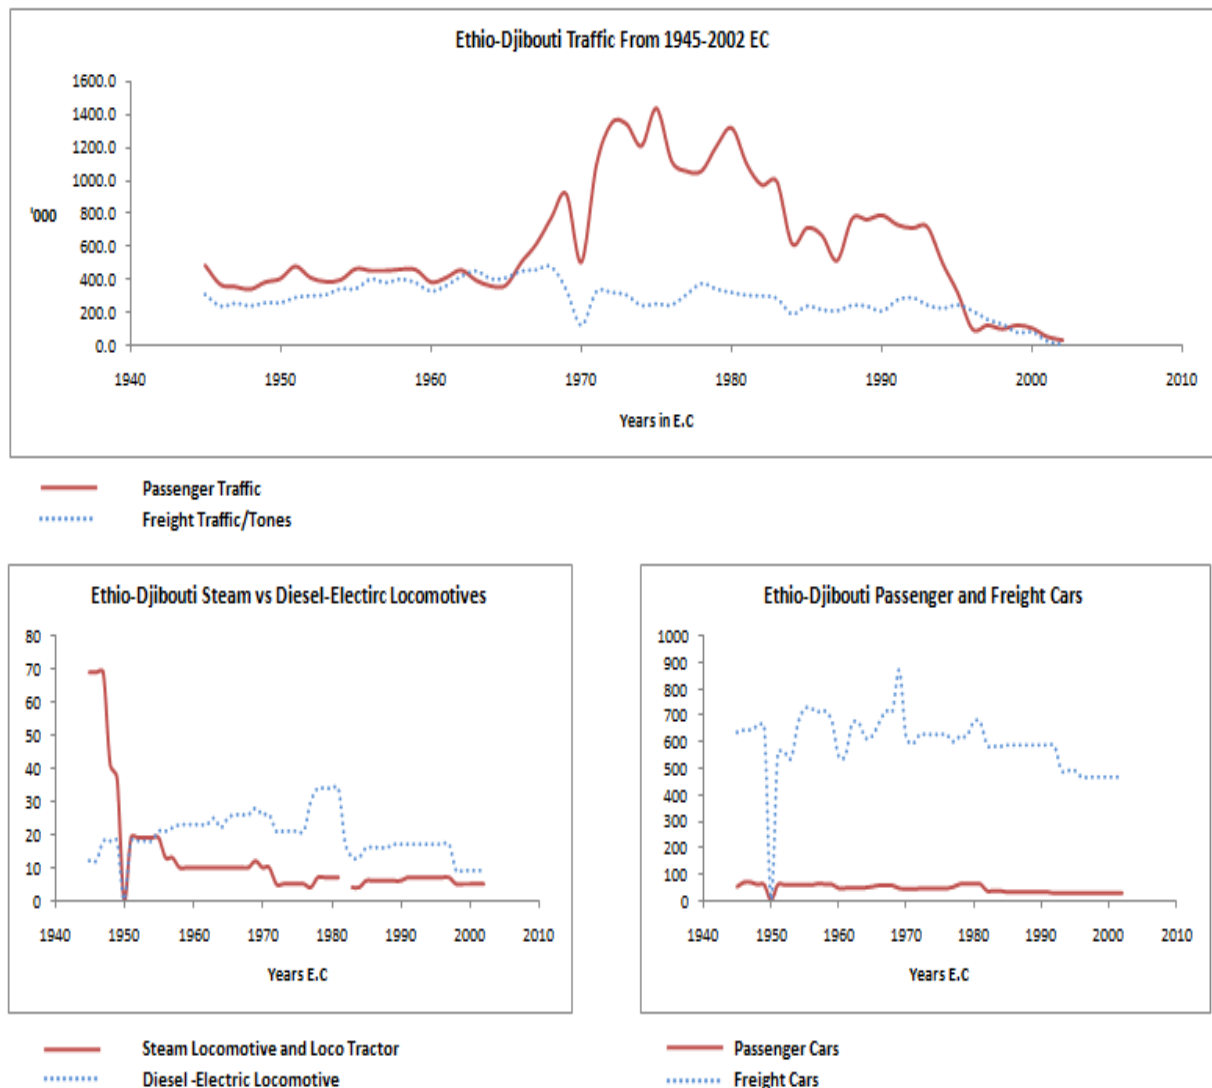 Ethio-Djibouti Traffic From 1945-2002 EC
1600.0
1400.0
1200.0
1000.0
'000
800.0
600.0
400.0
200.0
0.0
1940 1950 1960 1970 1980 1990 2000 2010
Years in E.C
Passenger Traffic
Freight Traffic/Tones
Ethio-Djibouti Steam vs Diesel-Electirc Locomotives
80
70
60
50
40
30
20
10
0
1940 1950 1960 1970 1980 1990 2000 2010
Years E.C
Steam Locomotive and Loco Tractor
Diesel -Electric Locomotive
Ethio-Djibouti Passenger and Freight Cars
1000
900
800
700
600
500
400
300
200
100
0
1940 1950 1960 1970 1980 1990 2000 2010
Years E.C
Passenger Cars
Freight Cars